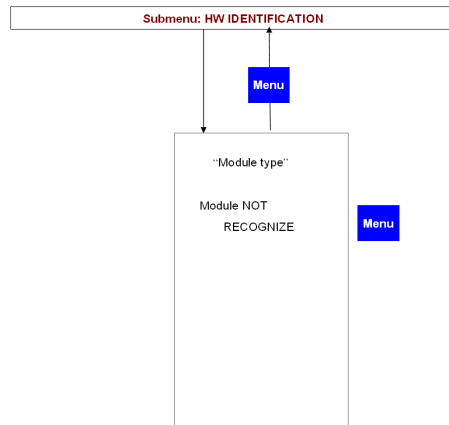 Submenu: HW IDENTIFICATION
Menu
“Module type”
Module NOT
RECOGNIZE
Menu